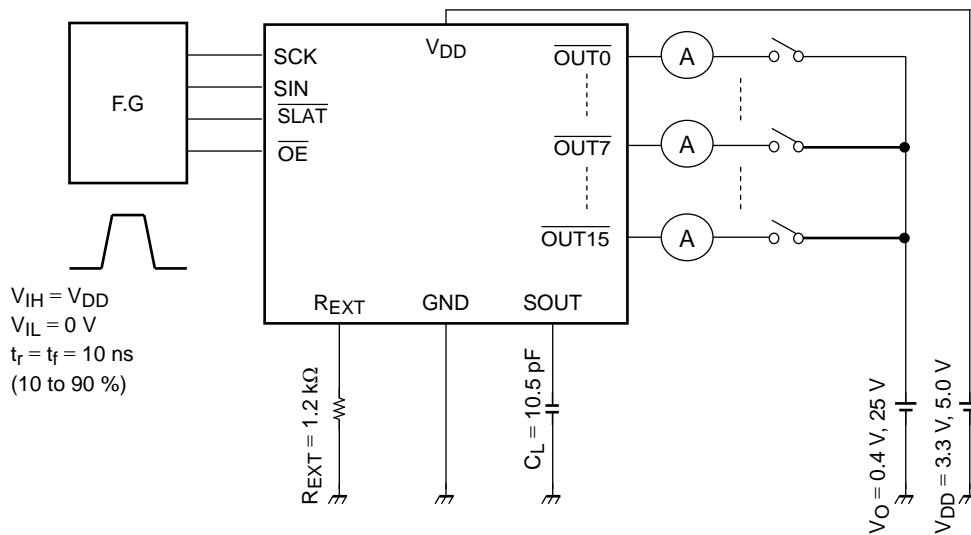 F.G
SCK
SIN
SLAT
OE
VDD
OUT0
OUT7
OUT15
A
A
A
REXT
GND
SOUT
VIH = VDD
VIL = 0 V
tr = tf = 10 ns
(10 to 90 %)
REXT = 1.2 kΩ
CL = 10.5 pF
VO = 0.4 V, 25 V
VDD = 3.3 V, 5.0 V